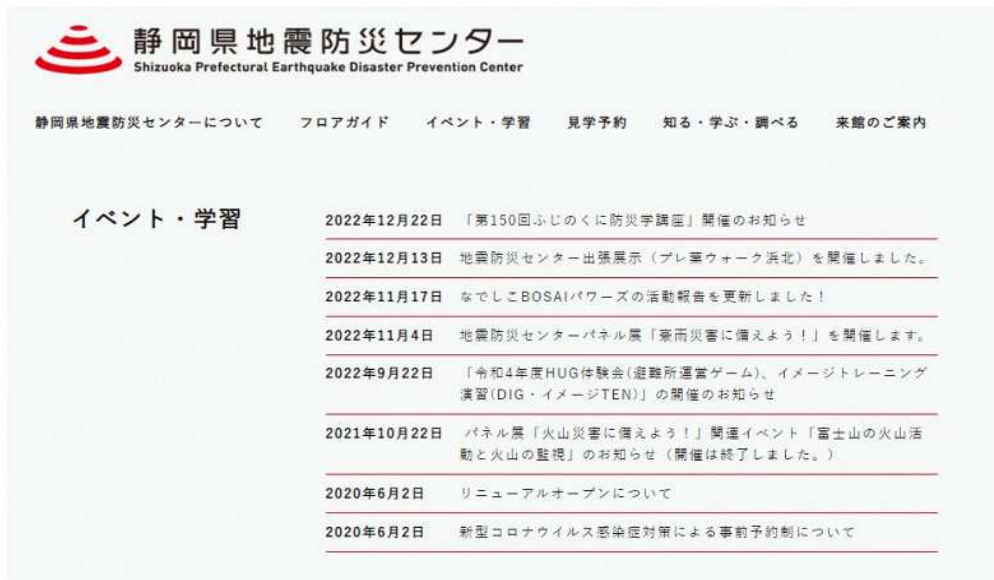 静岡県地震防災センター
Shizuoka Prefectural Earthquake Disaster Prevention Center
静岡県地震防災センターについて フロアガイド イベント・学習 見学予約 知る・学ぶ・調べる 来館のご案内
イベント・学習
2022年12月22日 「第150回ふじのくに防災学講座」開催のお知らせ
2022年12月13日 地震防災センター出張展示(プレ葉ウォーク浜北)を開催しました。
2022年11月17日 なでしこBOSAIパワーズの活動報告を更新しました!
2022年11月4日 地震防災センターパネル展「豪雨災害に備えよう!」を開催します。
2022年9月22日 「令和4年度HUG体験会(避難所運営ゲーム)、イメージトレーニング
演習(DIG・イメージTEN)」の開催のお知らせ
2021年10月22日 パネル展「火山災害に備えよう!」関連イベント「富士山の火山活
動と火山の監視」のお知らせ(開催は終了しました。)
2020年6月2日 リニューアルオープンについて
2020年6月2日 新型コロナウイルス感染症対策による事前予約制について